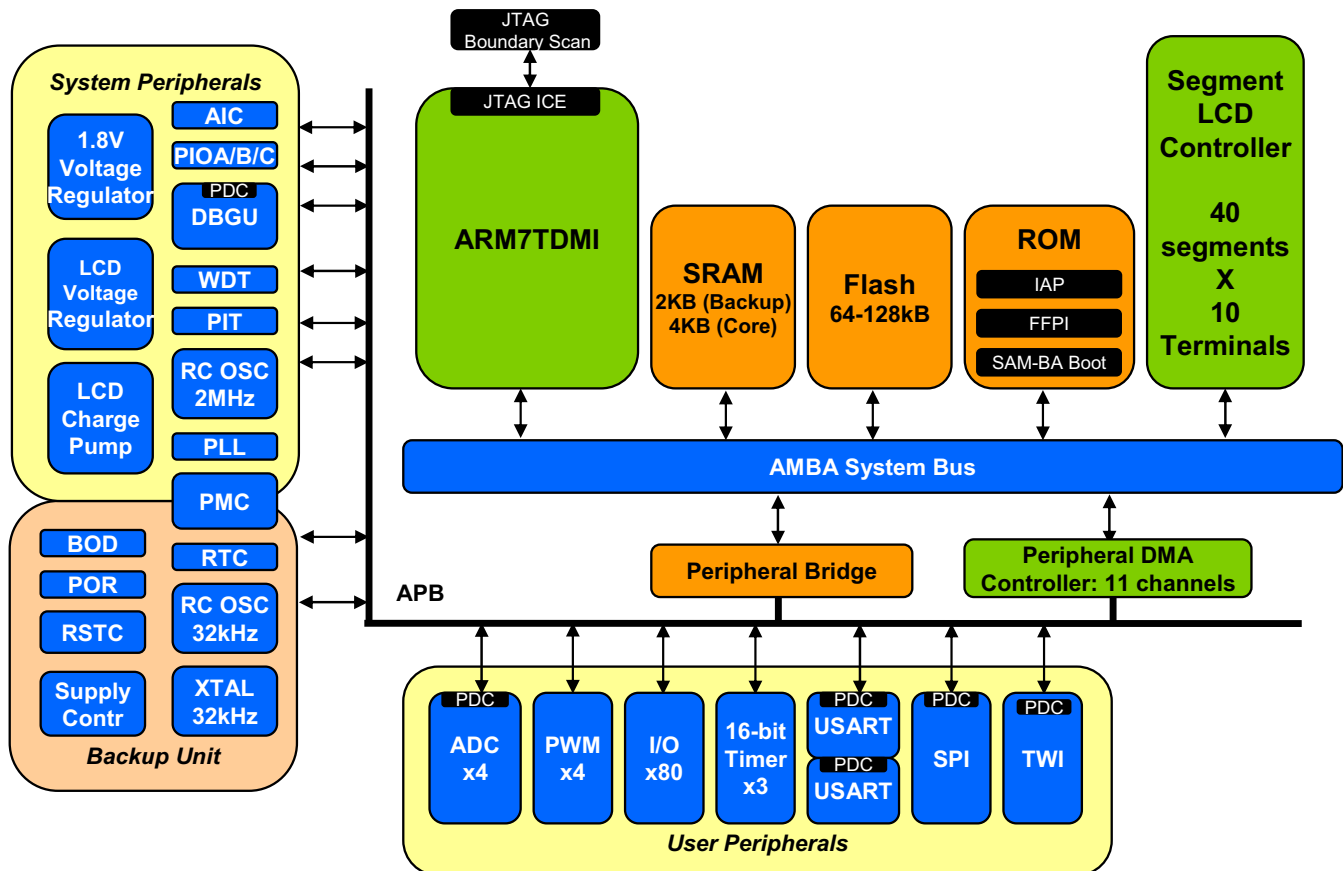 JTAG
Boundary Scan
JTAG ICE
ARM7TDMI
SRAM
2KB (Backup)
4KB (Core)
Flash
64-128kB
ROM
IAP
FFPI
SAM-BA Boot
Segment
LCD
Controller
40
segments
X
10
Terminals
System Peripherals
1.8V
Voltage
Regulator
LCD
Voltage
Regulator
LCD
Charge
Pump
AIC
PIOA/B/C
PDC
DBGU
WDT
PIT
RC OSC
2MHz
PLL
PMC
BOD
POR
RSTC
Supply
Contr
RTC
RC OSC
32kHz
XTAL
32kHz
Backup Unit
AMBA System Bus
Peripheral Bridge
Peripheral DMA
Controller: 11 channels
APB
PDC
ADC
x4
PWM
x4
I/O
x80
16-bit
Timer
x3
PDC
USART
PDC
USART
PDC
SPI
PDC
TWI
User Peripherals